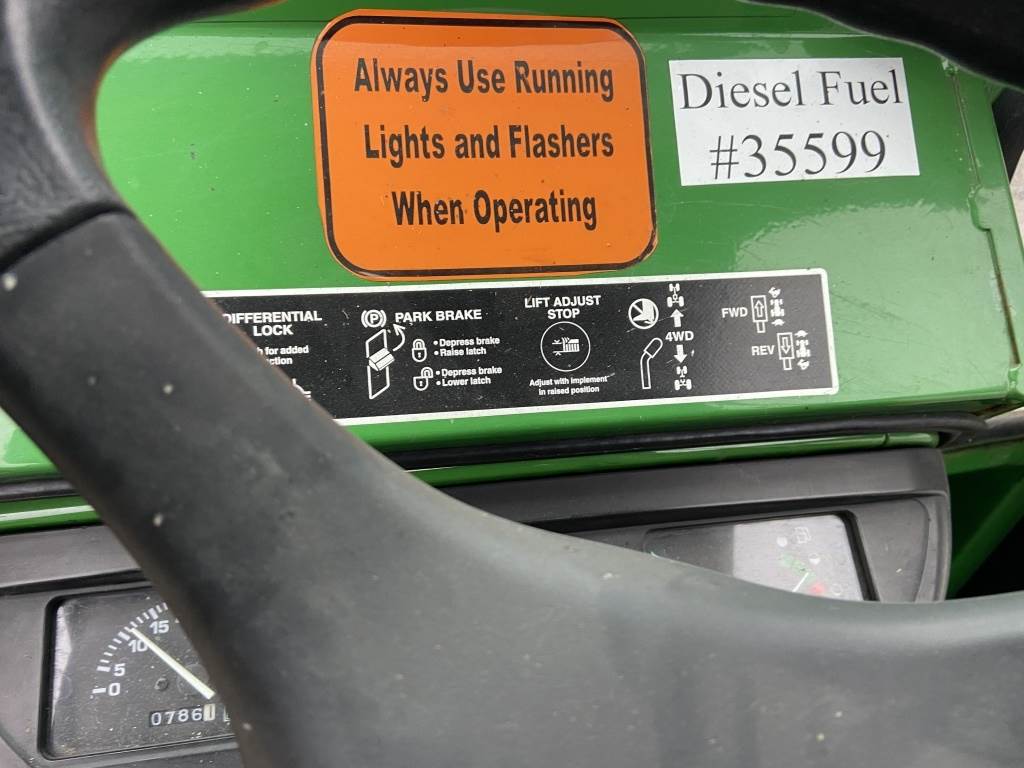 Always Use Running
Lights and Flashers
When Operating
Diesel Fuel
#35599
DIFFERENTIAL
LOCK
for added
(P) PARK BRAKE
• Depress brake
• Raise latch
• Depress brake
• Lower latch
LIFT ADJUST
STOP
Adjust with implement
in raised position
4WD
FWD
REV
15
10
5
0
0786